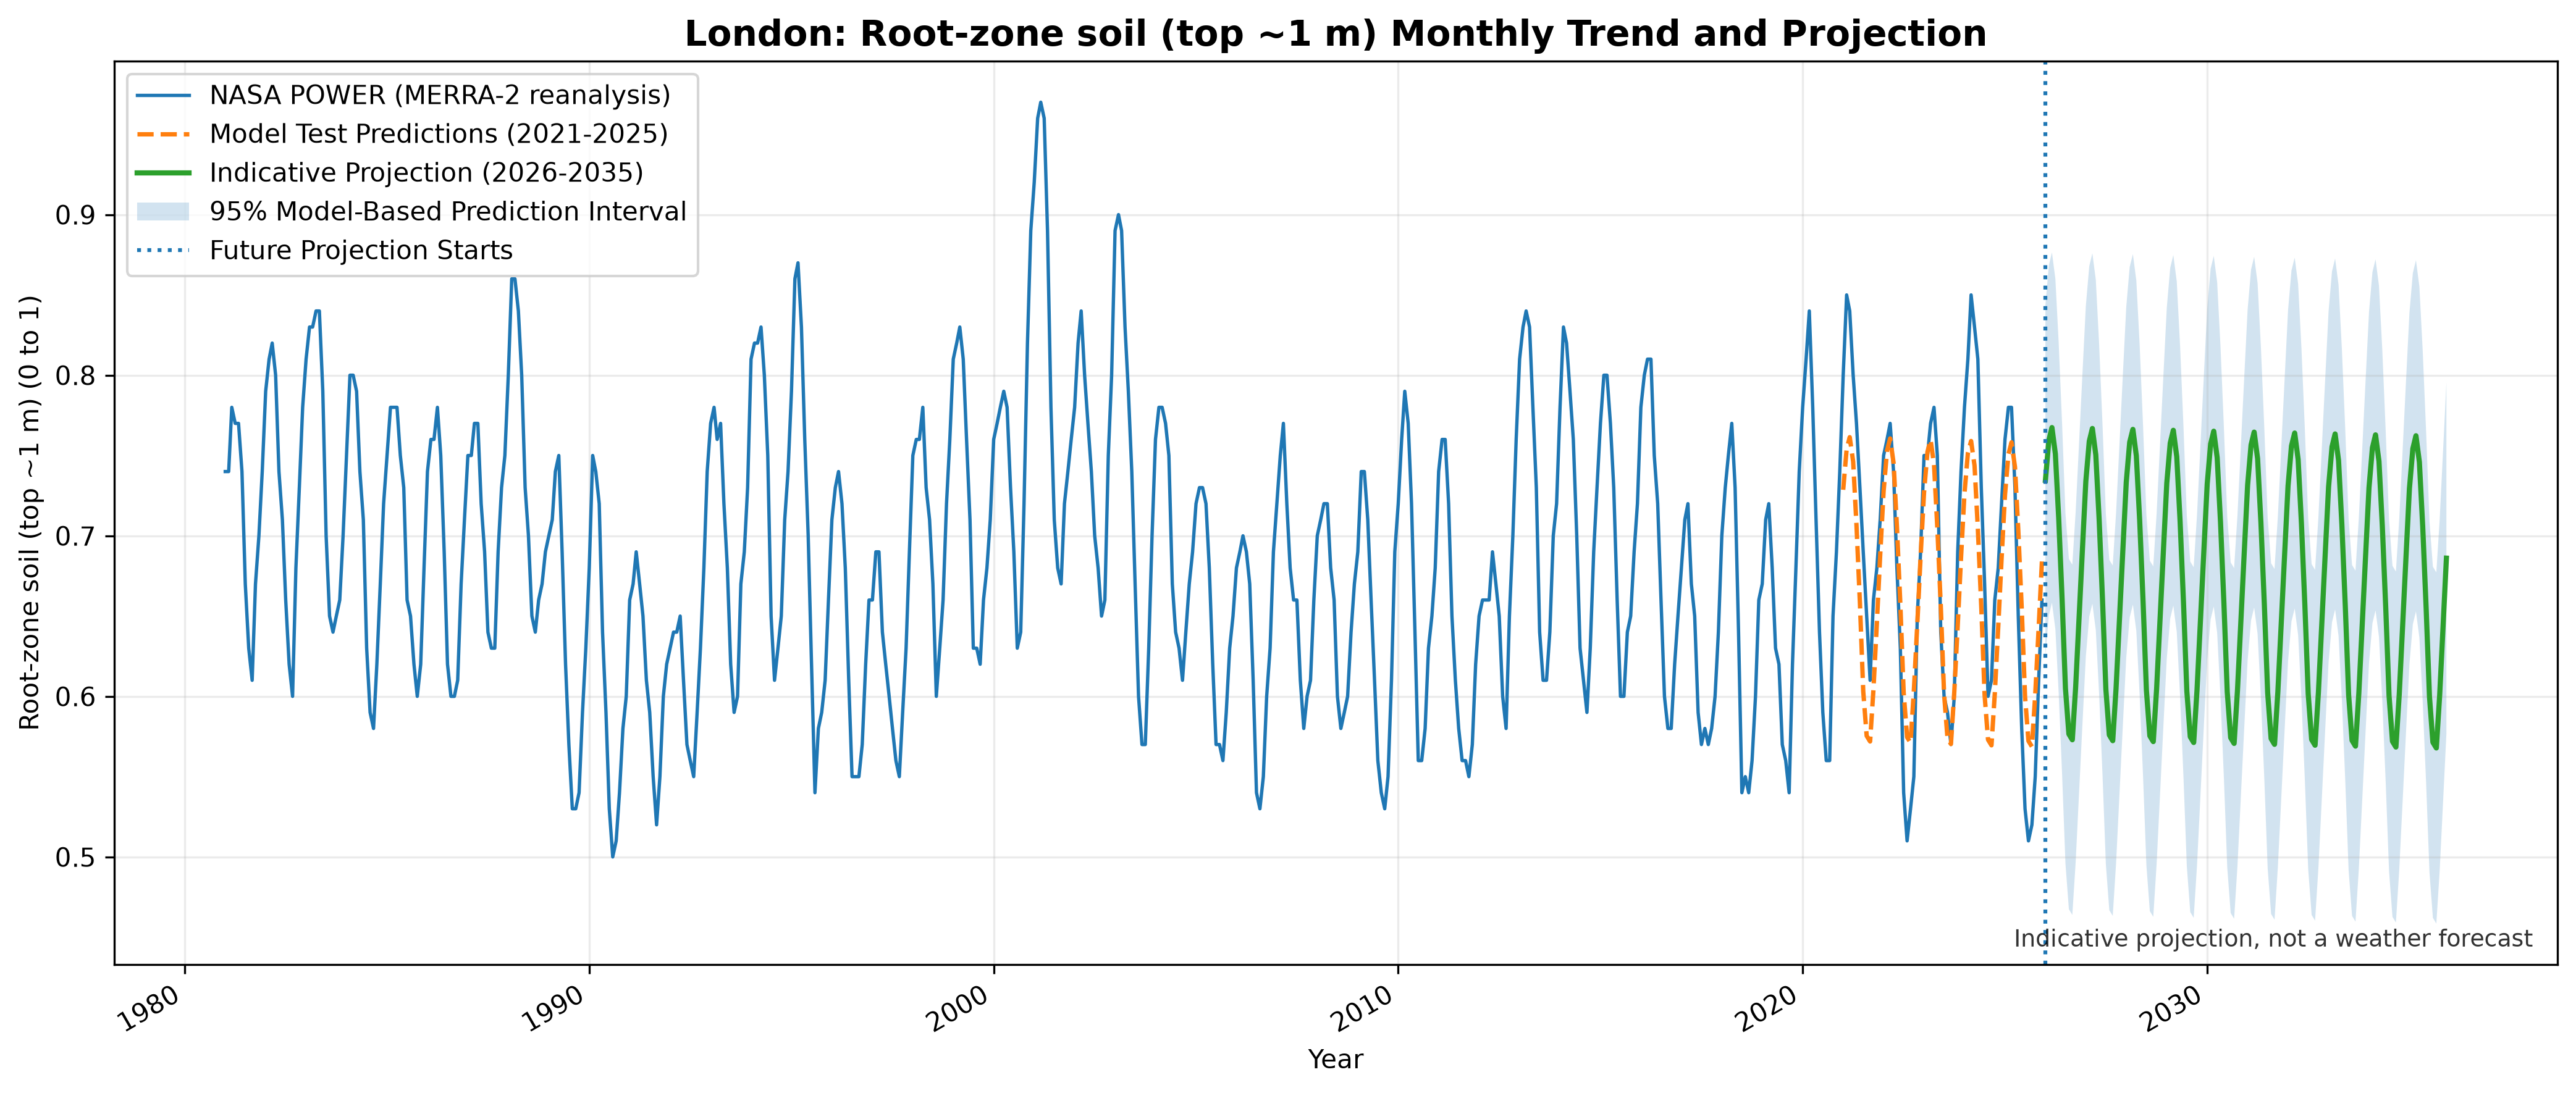 London: Root-zone soil (top ~1 m) Monthly Trend and Projection
NASA POWER (MERRA-2 reanalysis)
Model Test Predictions (2021-2025)
Indicative Projection (2026-2035)
95% Model-Based Prediction Interval
Future Projection Starts
Root-zone soil (top ~1 m) (0 to 1)
0.9
0.8
0.7
0.6
0.5
Indicative projection, not a weather forecast
1980
1990
2000
2010
2020
2030
Year